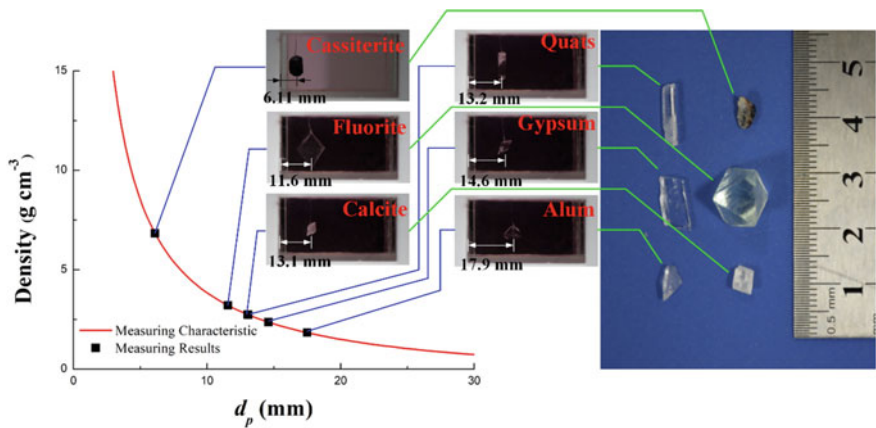 Density (g cm⁻³)
15
10
5
0
0
10
20
30
d_p (mm)
Measuring Characteristic
Measuring Results
Cassiterite
6.11 mm
Fluorite
11.6 mm
Calcite
13.1 mm
Quats
13.2 mm
Gypsum
14.6 mm
Alum
17.9 mm
5
4
3
2
1
0.5 mm